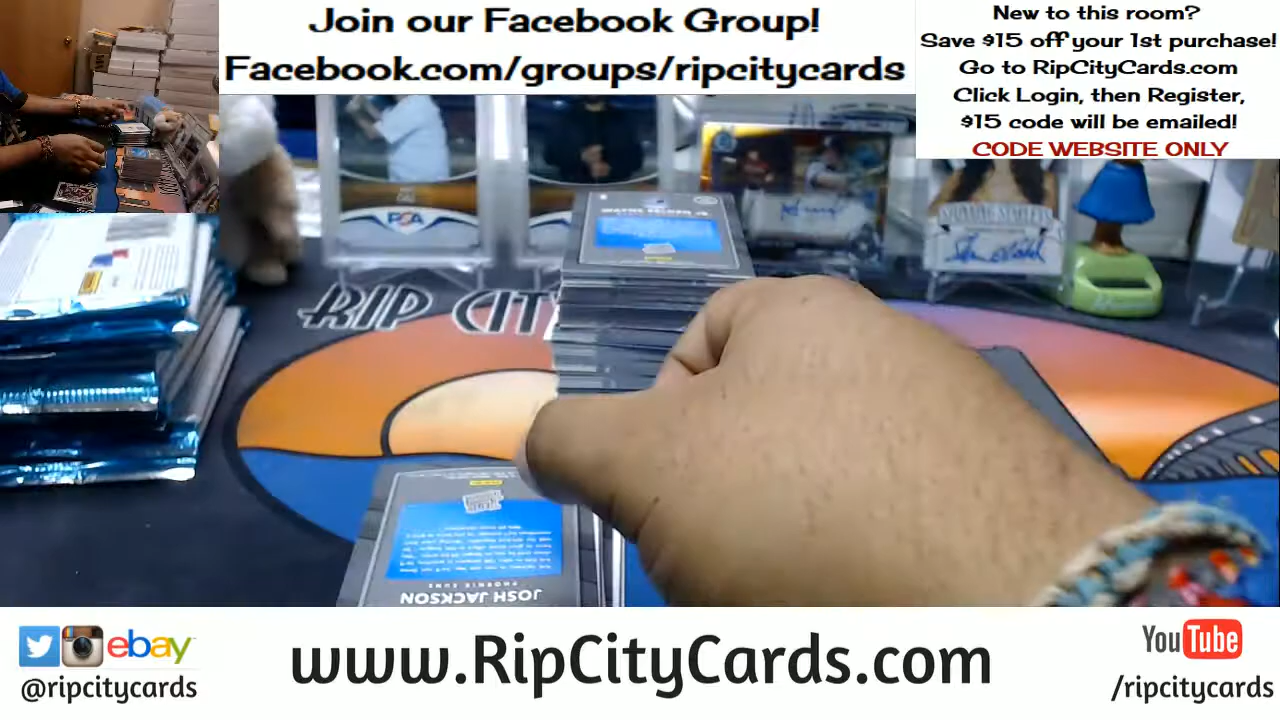 Join our Facebook Group!
Facebook.com/groups/ripcitycards
New to this room?
Save $15 off your 1st purchase!
Go to RipCityCards.com
Click Login, then Register,
$15 code will be emailed!
CODE WEBSITE ONLY
PSA
RIP CIT
JOSH JACKSON
PHOENIX SUNS
ebay
@ripcitycards
www.RipCityCards.com
YouTube
/ripcitycards